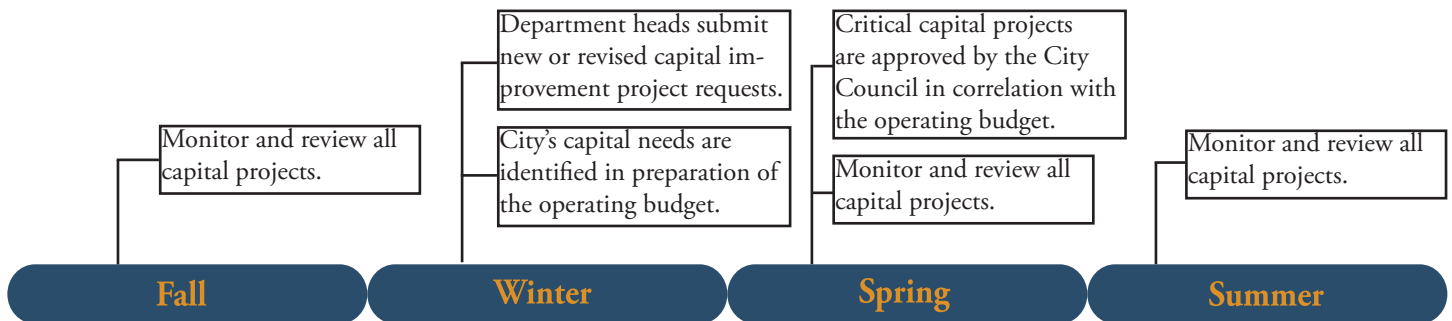 Monitor and review all
capital projects.
Department heads submit
new or revised capital im-
provement project requests.
City's capital needs are
identified in preparation of
the operating budget.
Critical capital projects
are approved by the City
Council in correlation with
the operating budget.
Monitor and review all
capital projects.
Monitor and review all
capital projects.
Fall
Winter
Spring
Summer